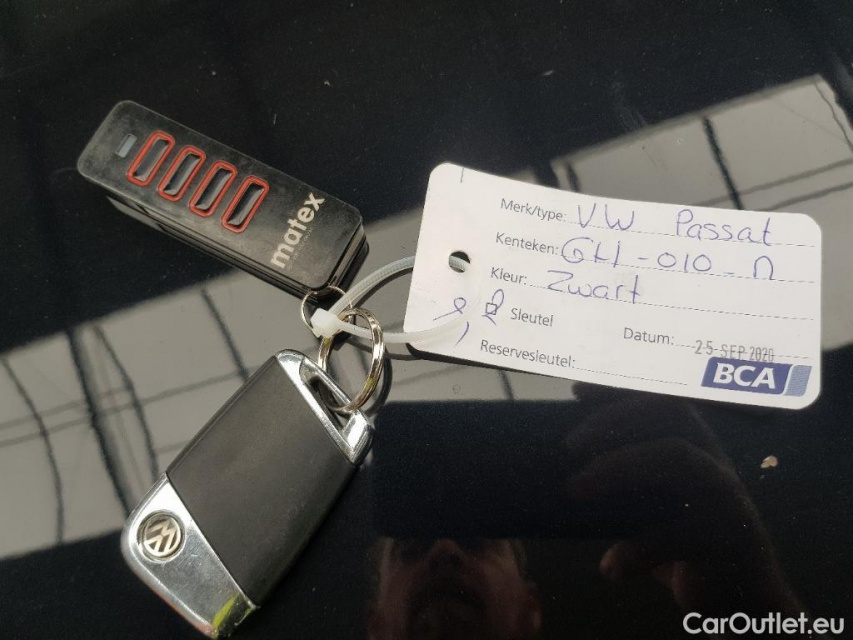 matex
Merk/type: VW Passat
Kenteken: GH-010-N
Kleur: Zwart
Sleutel
Datum: 25-SEP 2020
Reservesleutel:
BCA
CarOutlet.eu